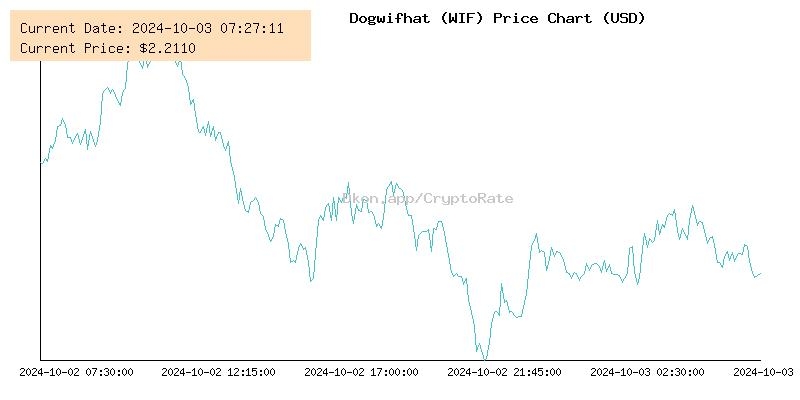 Dogwifhat (WIF) Price Chart (USD)
Current Date: 2024-10-03 07:27:11
Current Price: $2.2110
Ukon.app/CryptoRate
2024-10-02 07:30:00 2024-10-02 12:15:00 2024-10-02 17:00:00 2024-10-02 21:45:00 2024-10-03 02:30:00 2024-10-03